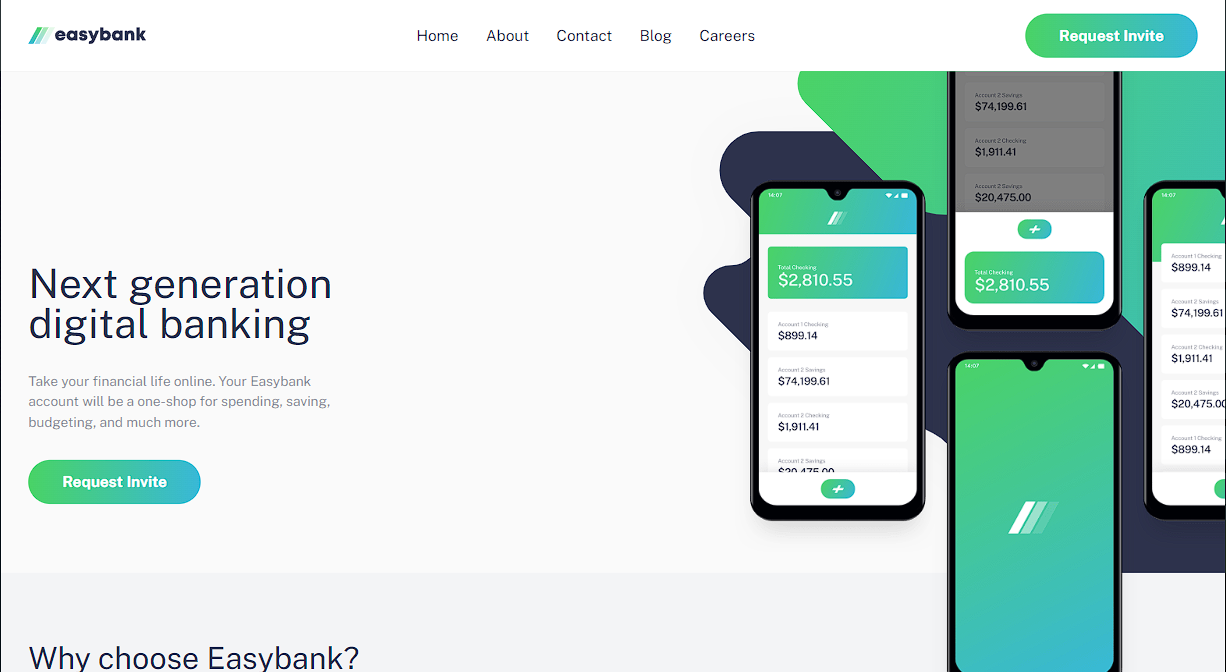 easybank
Home
About
Contact
Blog
Careers
Request Invite
Next generation
digital banking
Take your financial life online. Your Easybank
account will be a one-shop for spending, saving,
budgeting, and much more.
Request Invite
14:07
Total Checking
$2,810.55
Account 1 Checking
$899.14
Account 2 Savings
$74,199.61
Account 2 Checking
$1,911.41
Account 2 Savings
$20,475.00
Account 2 Savings
$74,199.61
Account 2 Checking
$1,911.41
Account 2 Savings
$20,475.00
Total Checking
$2,810.55
14:07
14:07
Account 1 Checking
$899.14
Account 2 Savings
$74,199.61
Account 2 Checking
$1,911.41
Account 2 Savings
$20,475.00
Account 1 Checking
$899.14
Why choose Easybank?